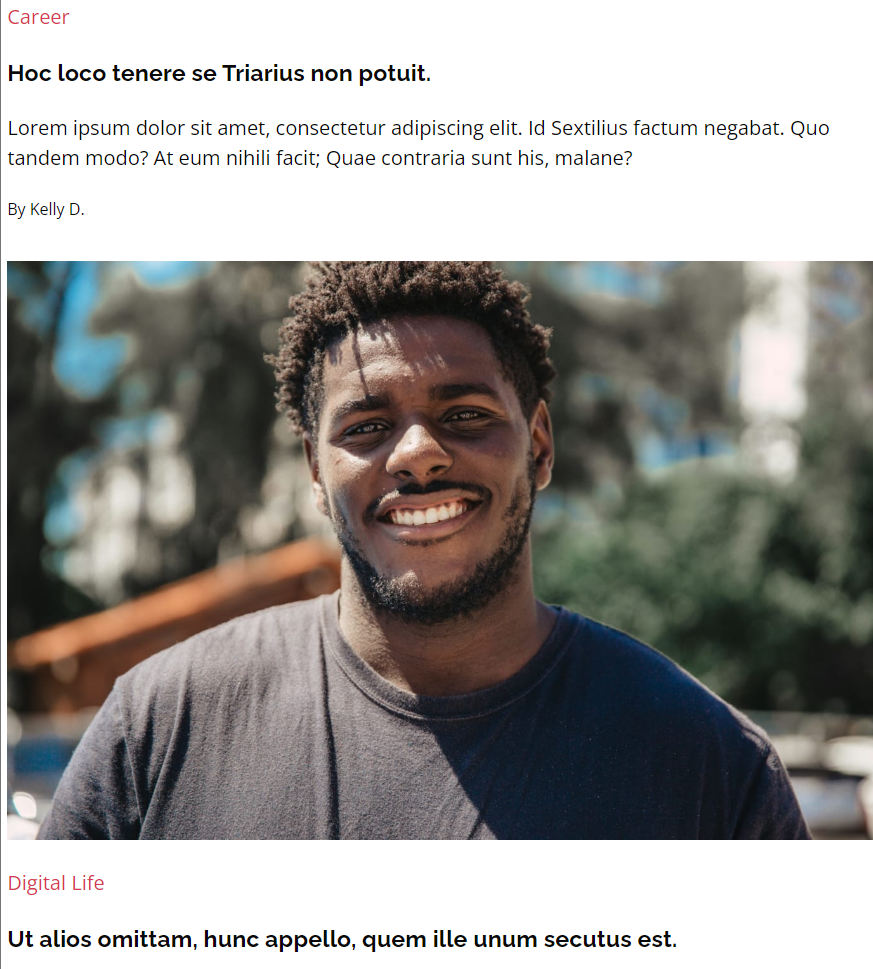 Career
Hoc loco tenere se Triarius non potuit.
Lorem ipsum dolor sit amet, consectetur adipiscing elit. Id Sextilius factum negabat. Quo
tandem modo? At eum nihili facit; Quae contraria sunt his, malane?
By Kelly D.
Digital Life
Ut alios omittam, hunc appello, quem ille unum secutus est.